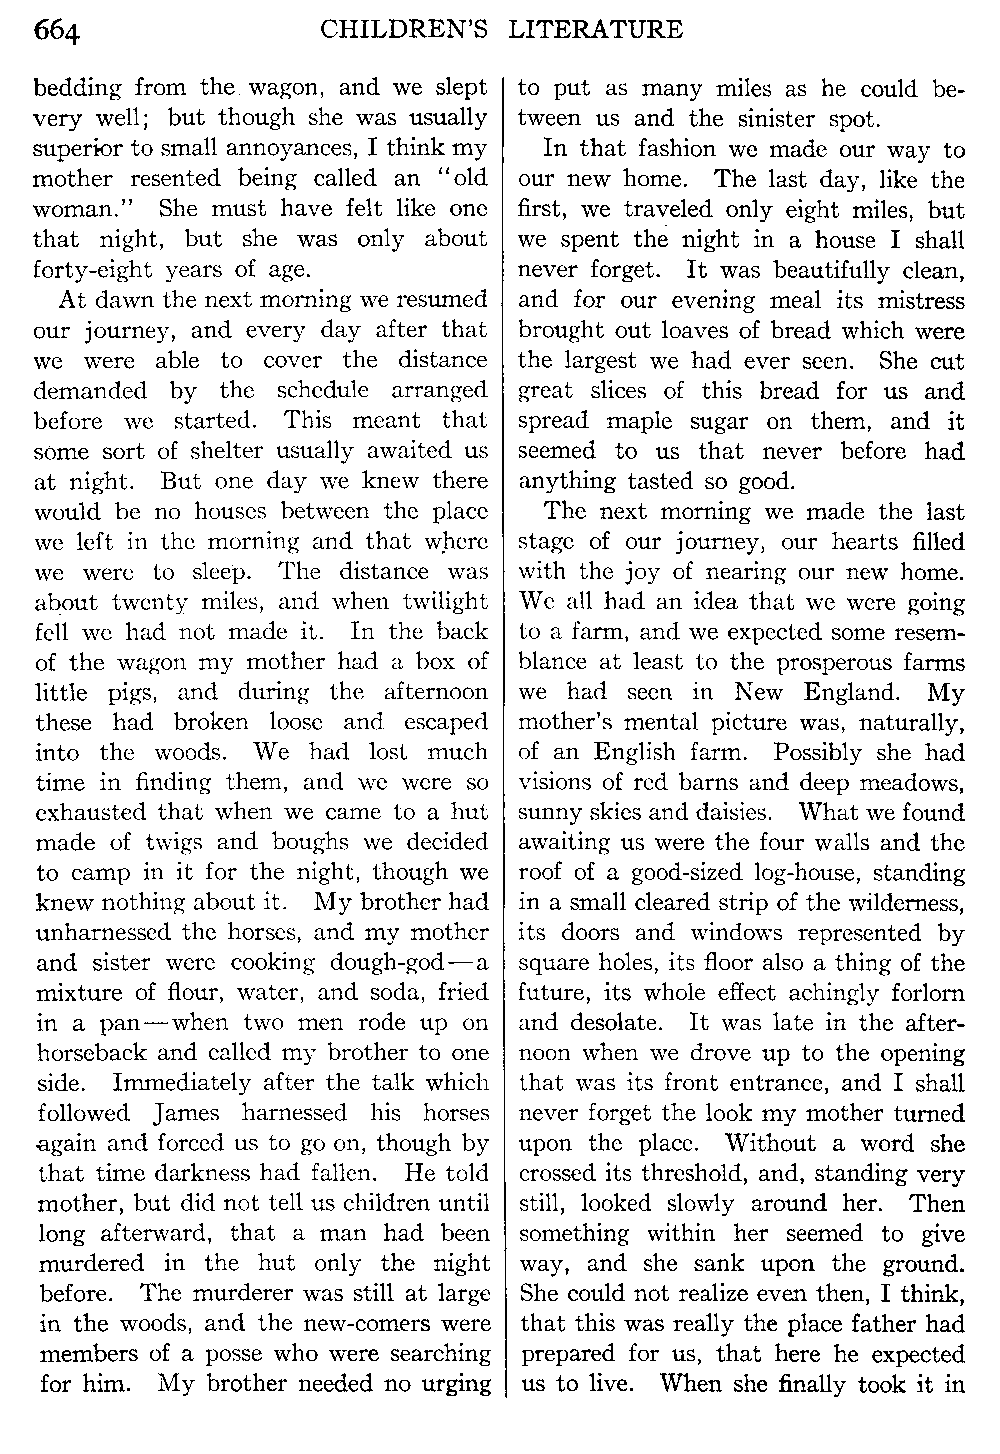 664
CHILDREN'S LITERATURE
bedding from the wagon, and we slept
very well; but though she was usually
superior to small annoyances, I think my
mother resented being called an "old
woman." She must have felt like one
that night, but she was only about
forty-eight years of age.
At dawn the next morning we resumed
our journey, and every day after that
we were able to cover the distance
demanded by the schedule arranged
before we started. This meant that
some sort of shelter usually awaited us
at night. But one day we knew there
would be no houses between the place
we left in the morning and that where
we were to sleep. The distance was
about twenty miles, and when twilight
fell we had not made it. In the back
of the wagon my mother had a box of
little pigs, and during the afternoon
these had broken loose and escaped
into the woods. We had lost much
time in finding them, and we were so
exhausted that when we came to a hut
made of twigs and boughs we decided
to camp in it for the night, though we
knew nothing about it. My brother had
unharnessed the horses, and my mother
and sister were cooking dough-god—a
mixture of flour, water, and soda, fried
in a pan—when two men rode up on
horseback and called my brother to one
side. Immediately after the talk which
followed James harnessed his horses
again and forced us to go on, though by
that time darkness had fallen. He told
mother, but did not tell us children until
long afterward, that a man had been
murdered in the hut only the night
before. The murderer was still at large
in the woods, and the new-comers were
members of a posse who were searching
for him. My brother needed no urging
to put as many miles as he could be-
tween us and the sinister spot.
In that fashion we made our way to
our new home. The last day, like the
first, we traveled only eight miles, but
we spent the night in a house I shall
never forget. It was beautifully clean,
and for our evening meal its mistress
brought out loaves of bread which were
the largest we had ever seen. She cut
great slices of this bread for us and
spread maple sugar on them, and it
seemed to us that never before had
anything tasted so good.
The next morning we made the last
stage of our journey, our hearts filled
with the joy of nearing our new home.
We all had an idea that we were going
to a farm, and we expected some resem-
blance at least to the prosperous farms
we had seen in New England. My
mother's mental picture was, naturally,
of an English farm. Possibly she had
visions of red barns and deep meadows,
sunny skies and daisies. What we found
awaiting us were the four walls and the
roof of a good-sized log-house, standing
in a small cleared strip of the wilderness,
its doors and windows represented by
square holes, its floor also a thing of the
future, its whole effect achingly forlorn
and desolate. It was late in the after-
noon when we drove up to the opening
that was its front entrance, and I shall
never forget the look my mother turned
upon the place. Without a word she
crossed its threshold, and, standing very
still, looked slowly around her. Then
something within her seemed to give
way, and she sank upon the ground.
She could not realize even then, I think,
that this was really the place father had
prepared for us, that here he expected
us to live. When she finally took it in